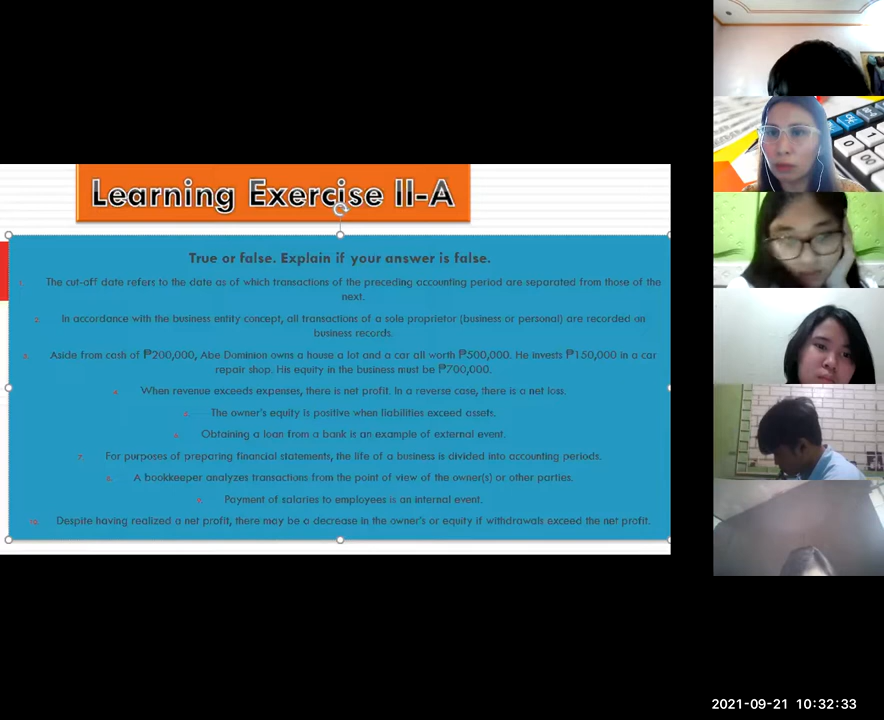 Learning Exercise II-A
True or false. Explain if your answer is false.
1. The cut-off date refers to the date as of which transactions of the preceding accounting period are separated from those of the
next.
2. In accordance with the business entity concept, all transactions of a sole proprietor (business or personal) are recorded on
business records.
3. Aside from cash of ₱200,000, Abe Dominion owns a house a lot and a car all worth ₱500,000. He invests ₱150,000 in a car
repair shop. His equity in the business must be ₱700,000.
4. When revenue exceeds expenses, there is net profit. In a reverse case, there is a net loss.
5. The owner's equity is positive when liabilities exceed assets.
6. Obtaining a loan from a bank is an example of external event.
7. For purposes of preparing financial statements, the life of a business is divided into accounting periods.
8. A bookkeeper analyzes transactions from the point of view of the owner(s) or other parties.
9. Payment of salaries to employees is an internal event.
10. Despite having realized a net profit, there may be a decrease in the owner's or equity if withdrawals exceed the net profit.
2021-09-21 10:32:33